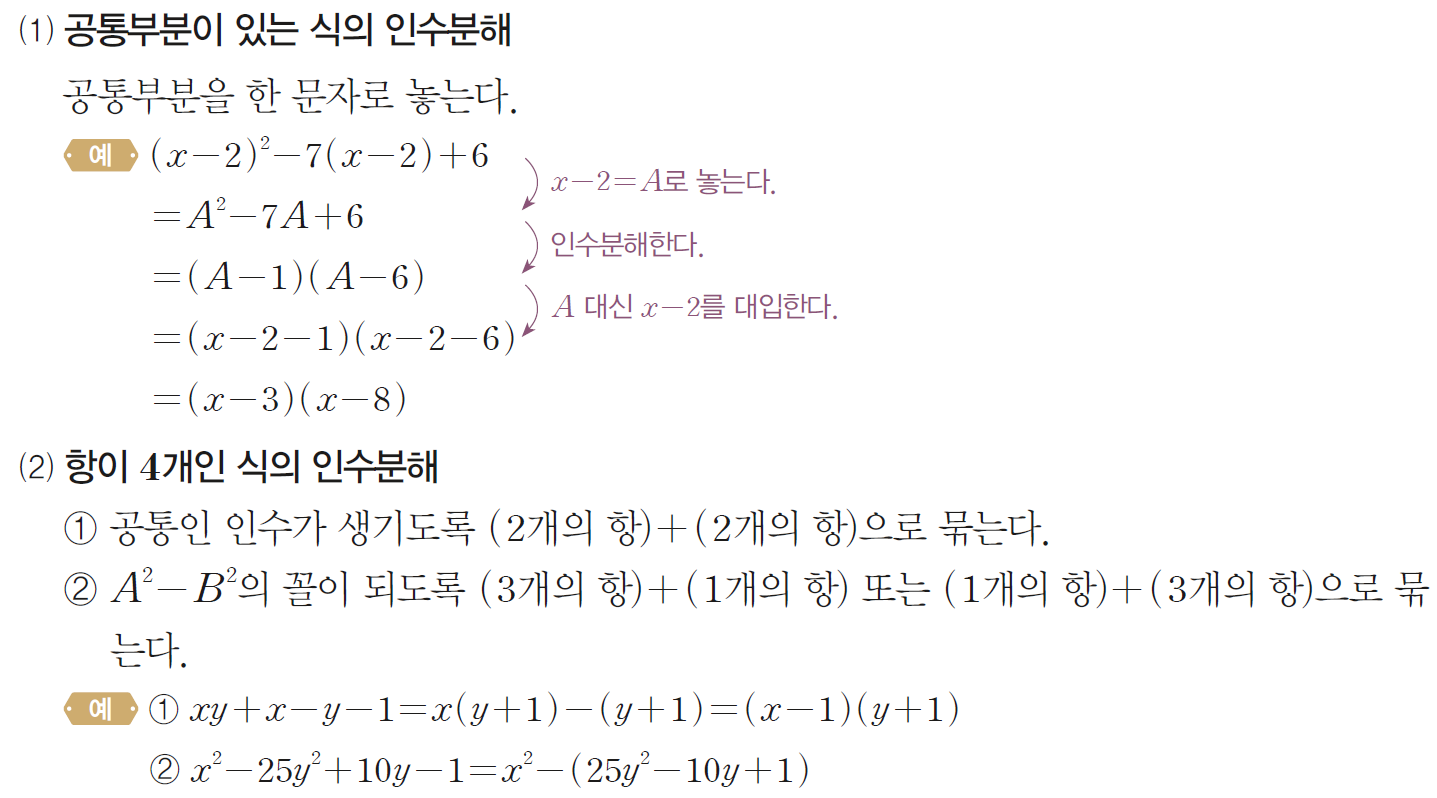 (1) 공통부분이 있는 식의 인수분해
공통부분을 한 문자로 놓는다.
예 (x-2)²-7(x-2)+6
x-2=A로 놓는다.
=A²-7A+6
인수분해한다.
=(A-1)(A-6)
A 대신 x-2를 대입한다.
=(x-2-1)(x-2-6)
=(x-3)(x-8)
(2) 항이 4개인 식의 인수분해
① 공통인 인수가 생기도록 (2개의 항)+(2개의 항)으로 묶는다.
② A²-B²의 꼴이 되도록 (3개의 항)+(1개의 항) 또는 (1개의 항)+(3개의 항)으로 묶
는다.
예 ① xy+x-y-1=x(y+1)-(y+1)=(x-1)(y+1)
② x²-25y²+10y-1=x²-(25y²-10y+1)